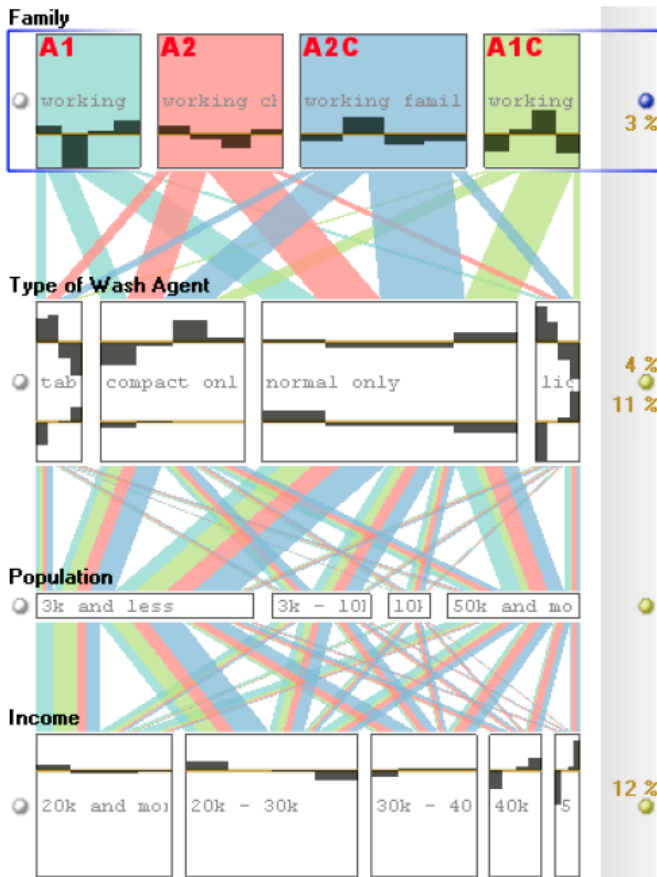 Family
A1 A2 A2C A1C
working working ch working famil working
3 %
Type of Wash Agent
4 %
tab compact onl normal only liq
11 %
Population
3k and less 3k - 10k 10k 50k and mo
Income
12 %
20k and mor 20k - 30k 30k - 40 40k 5